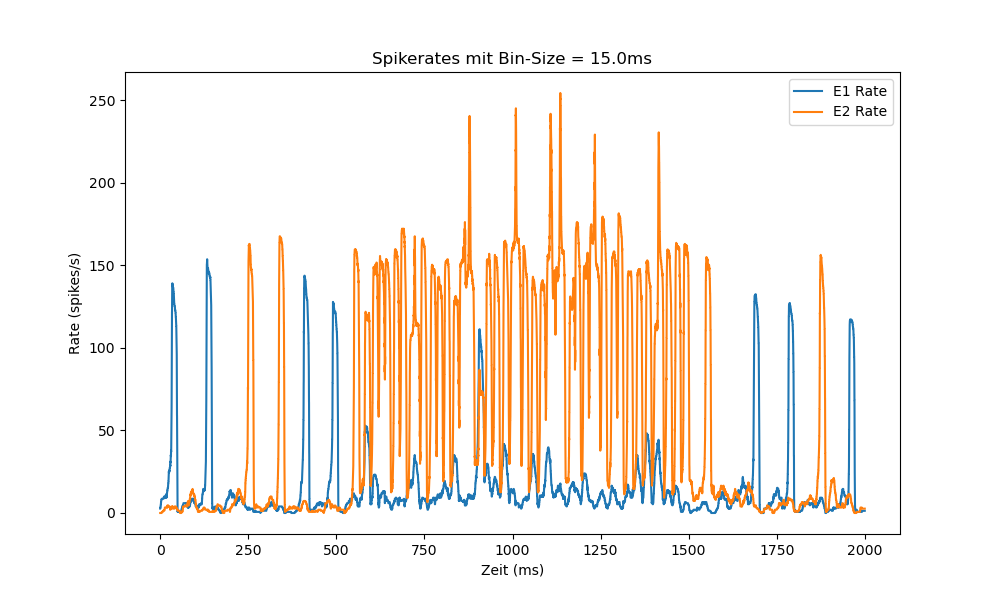 Spikerates mit Bin-Size = 15.0ms
E1 Rate
E2 Rate
Rate (spikes/s)
250
200
150
100
50
0
0 250 500 750 1000 1250 1500 1750 2000
Zeit (ms)